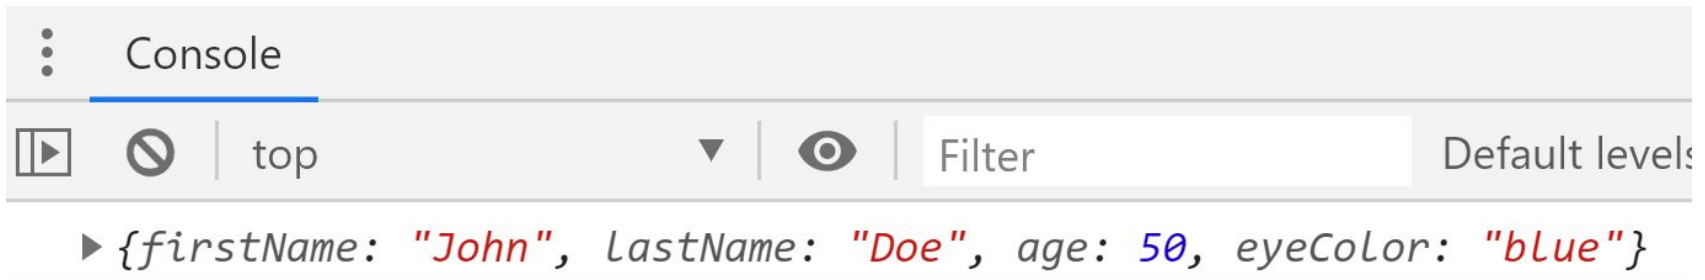 Console
top Filter Default levels
{firstName: "John", lastName: "Doe", age: 50, eyeColor: "blue"}